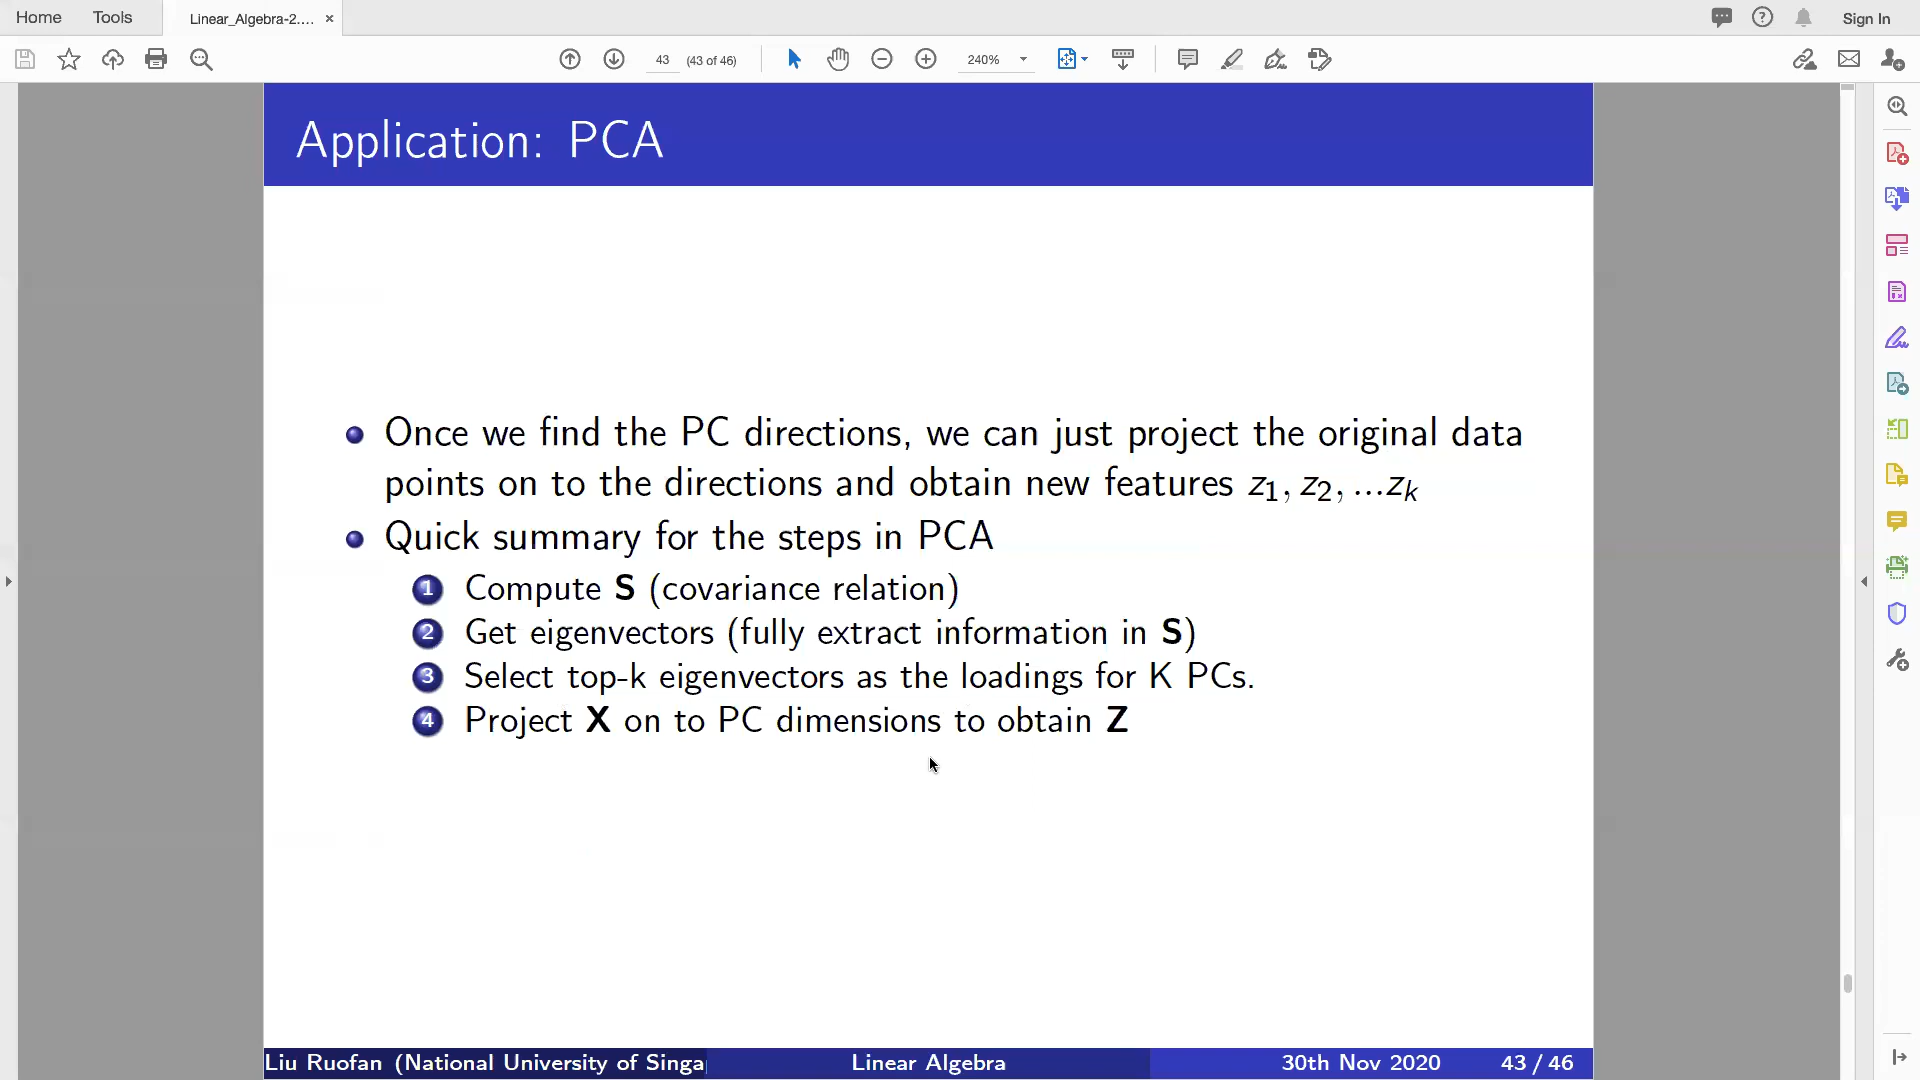 Home Tools Linear_Algebra-2.... × Sign In
43 (43 of 46) 240%
Application: PCA
Once we find the PC directions, we can just project the original data
points on to the directions and obtain new features z₁, z₂, ...zₖ
Quick summary for the steps in PCA
1 Compute S (covariance relation)
2 Get eigenvectors (fully extract information in S)
3 Select top-k eigenvectors as the loadings for K PCs.
4 Project X on to PC dimensions to obtain Z
Liu Ruofan (National University of Singa Linear Algebra 30th Nov 2020 43 / 46